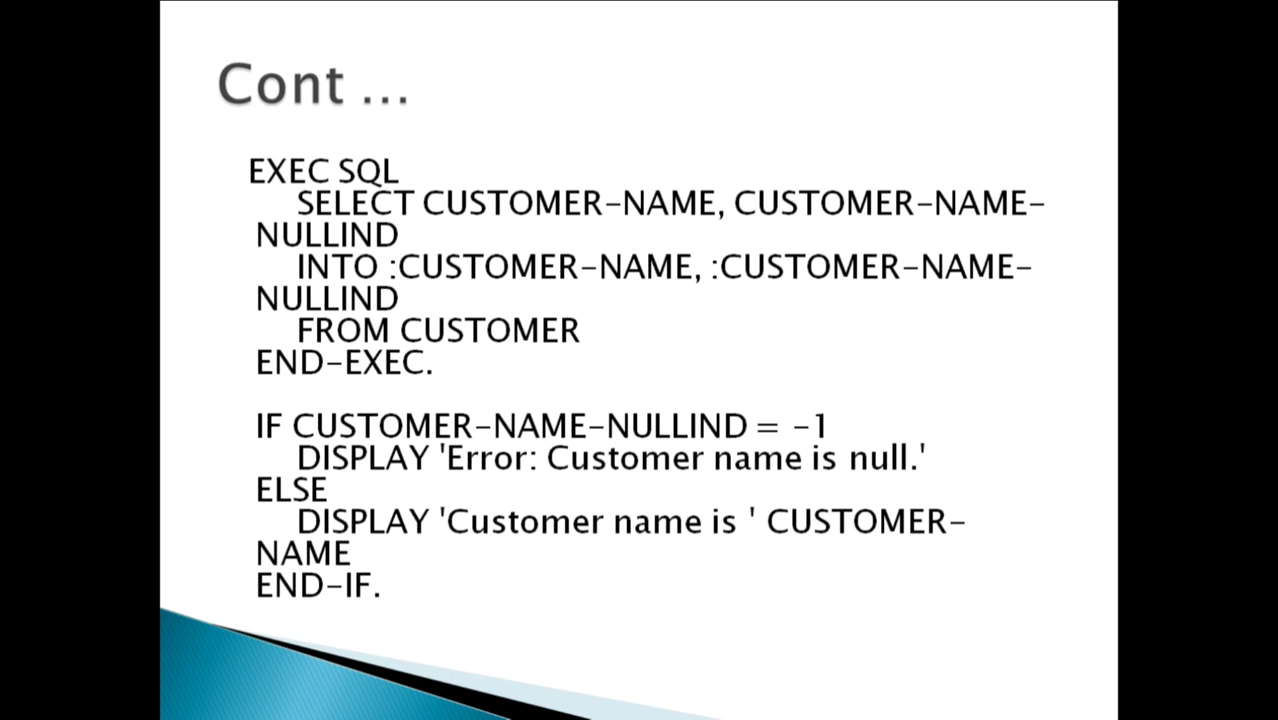 Cont ...
EXEC SQL
SELECT CUSTOMER-NAME, CUSTOMER-NAME-
NULLIND
INTO :CUSTOMER-NAME, :CUSTOMER-NAME-
NULLIND
FROM CUSTOMER
END-EXEC.
IF CUSTOMER-NAME-NULLIND = -1
DISPLAY 'Error: Customer name is null.'
ELSE
DISPLAY 'Customer name is ' CUSTOMER-
NAME
END-IF.